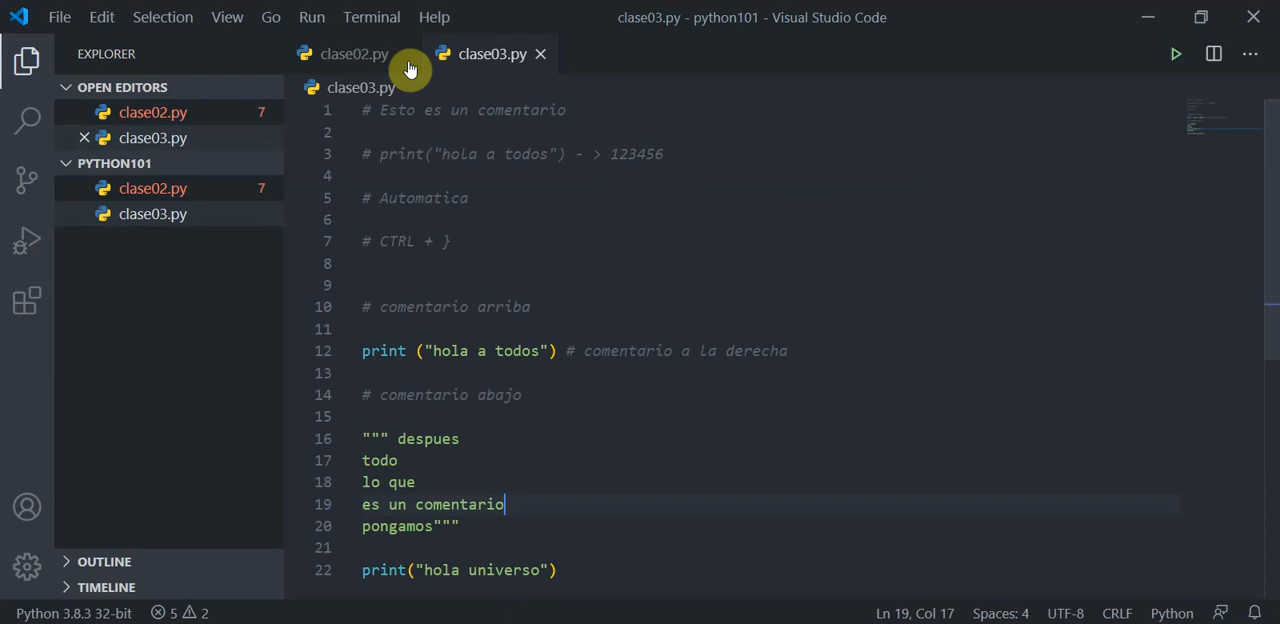 File Edit Selection View Go Run Terminal Help clase03.py - python101 - Visual Studio Code
EXPLORER
OPEN EDITORS
clase02.py 7
clase03.py
PYTHON101
clase02.py 7
clase03.py
OUTLINE
TIMELINE
clase02.py clase03.py
clase03.py
1 # Esto es un comentario
2
3 # print("hola a todos") - > 123456
4
5 # Automatica
6
7 # CTRL + }
8
9
10 # comentario arriba
11
12 print ("hola a todos") # comentario a la derecha
13
14 # comentario abajo
15
16 """ despues
17 todo
18 lo que
19 es un comentario
20 pongamos"""
21
22 print("hola universo")
Python 3.8.3 32-bit 5 2 Ln 19, Col 17 Spaces: 4 UTF-8 CRLF Python